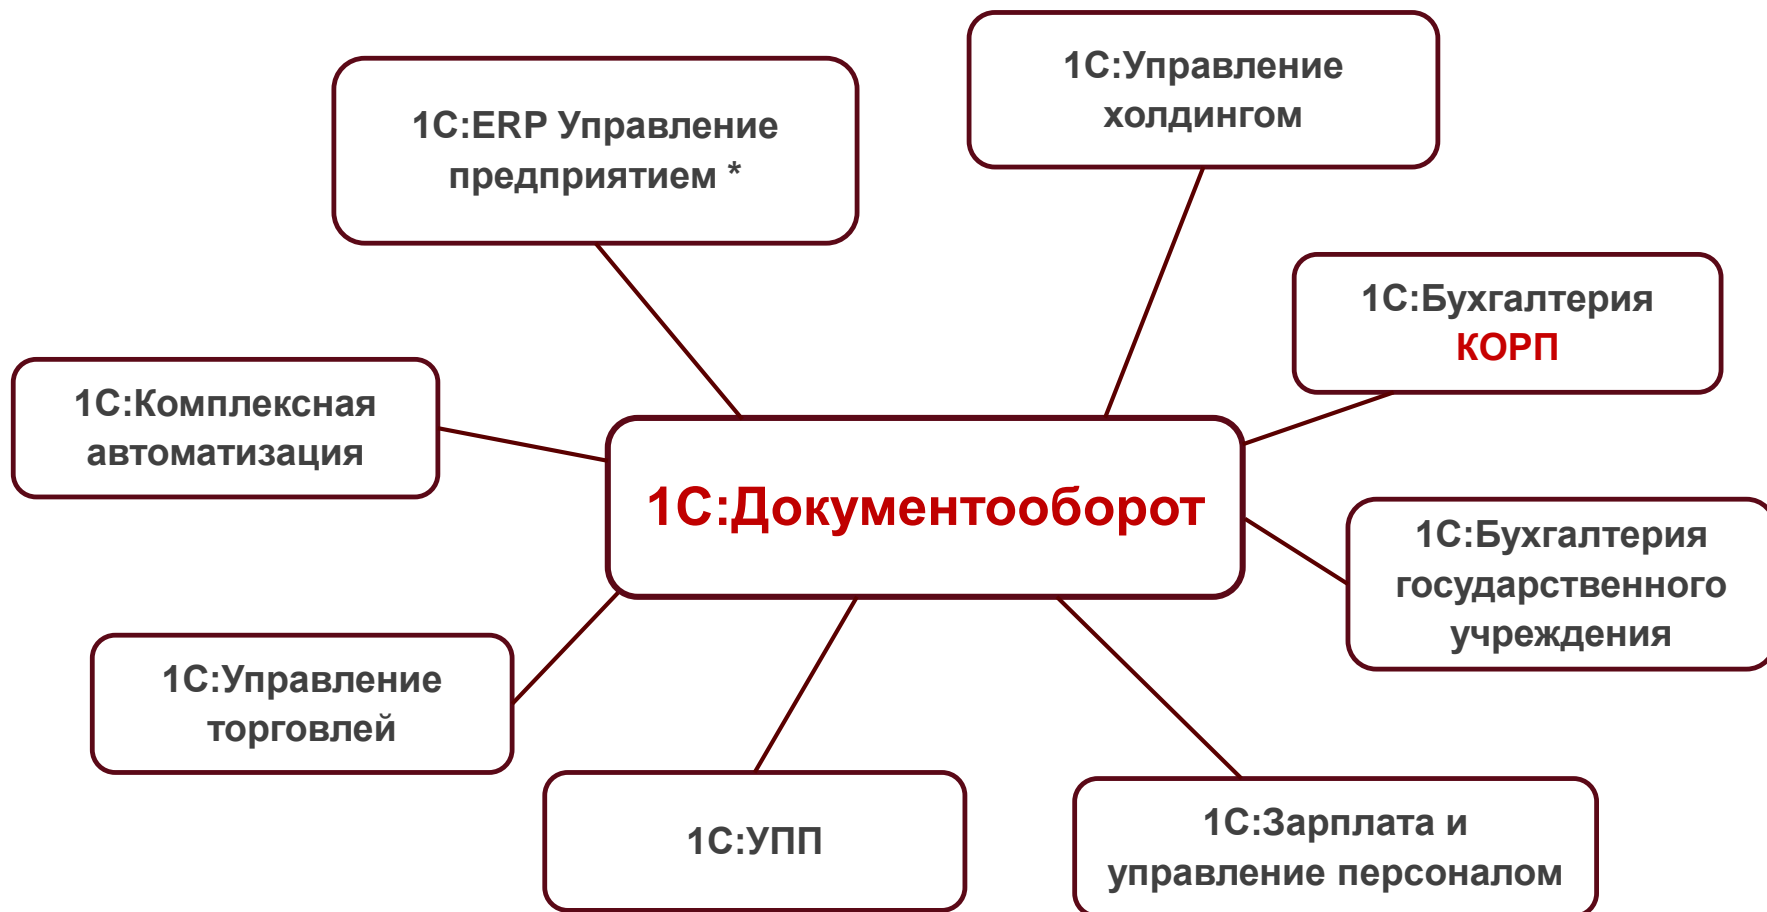 1С:Управление
холдингом
1С:ERP Управление
предприятием *
1С:Бухгалтерия
КОРП
1С:Комплексная
автоматизация
1С:Документооборот
1С:Бухгалтерия
государственного
учреждения
1С:Управление
торговлей
1С:УПП
1С:Зарплата и
управление персоналом